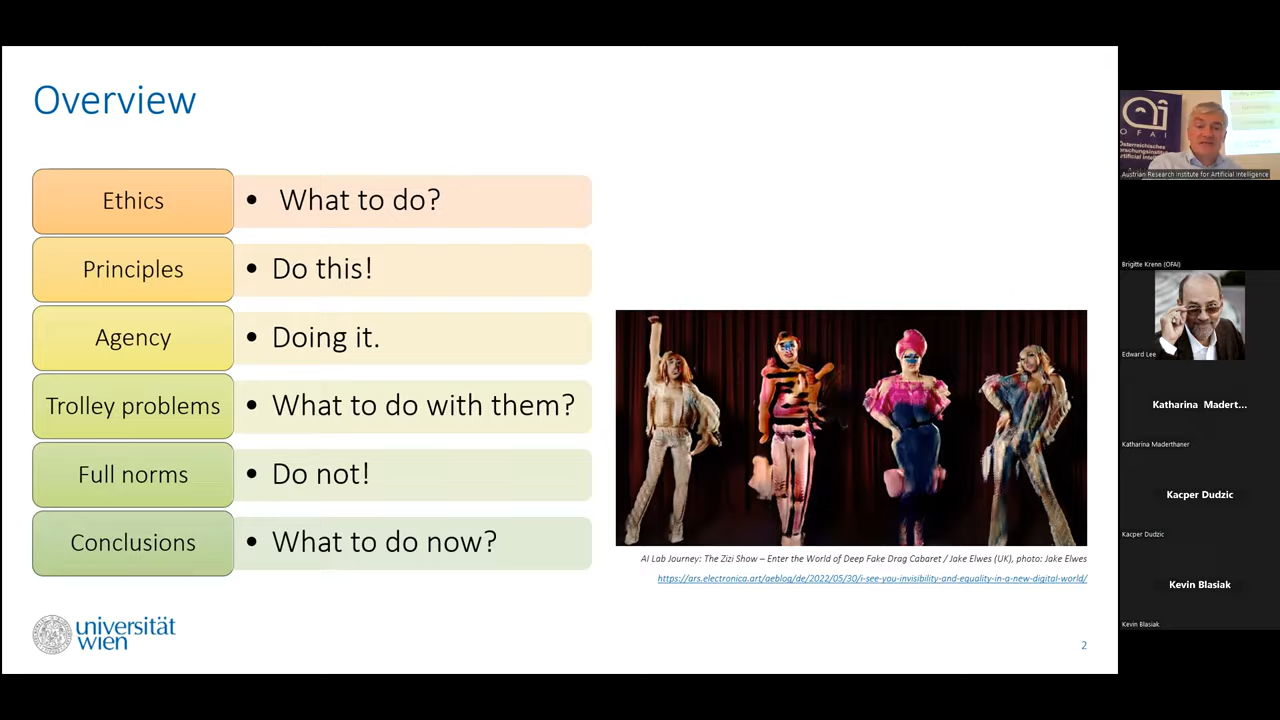 Overview
Ethics
• What to do?
Principles
• Do this!
Agency
• Doing it.
Trolley problems
• What to do with them?
Full norms
• Do not!
Conclusions
• What to do now?
AI Lab Journey: The Zizi Show – Enter the World of Deep Fake Drag Cabaret / Jake Elwes (UK), photo: Jake Elwes
https://ars.electronica.art/aeblog/de/2022/05/30/i-see-you-invisibility-and-equality-in-a-new-digital-world/
universität
wien
2
OFAI
Austrian Research Institute for Artificial Intelligence
Brigitte Krenn (OFAI)
Edward Lee
Katharina Madert...
Katharina Maderthaner
Kacper Dudzic
Kacper Dudzic
Kevin Blasiak
Kevin Blasiak